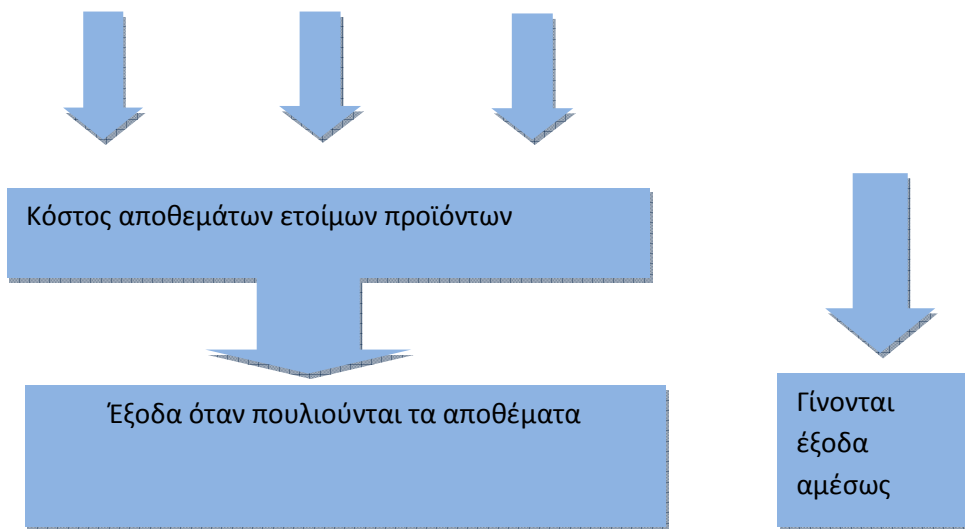 Κόστος αποθεμάτων ετοίμων προϊόντων
Έξοδα όταν πουλιούνται τα αποθέματα
Γίνονται
έξοδα
αμέσως